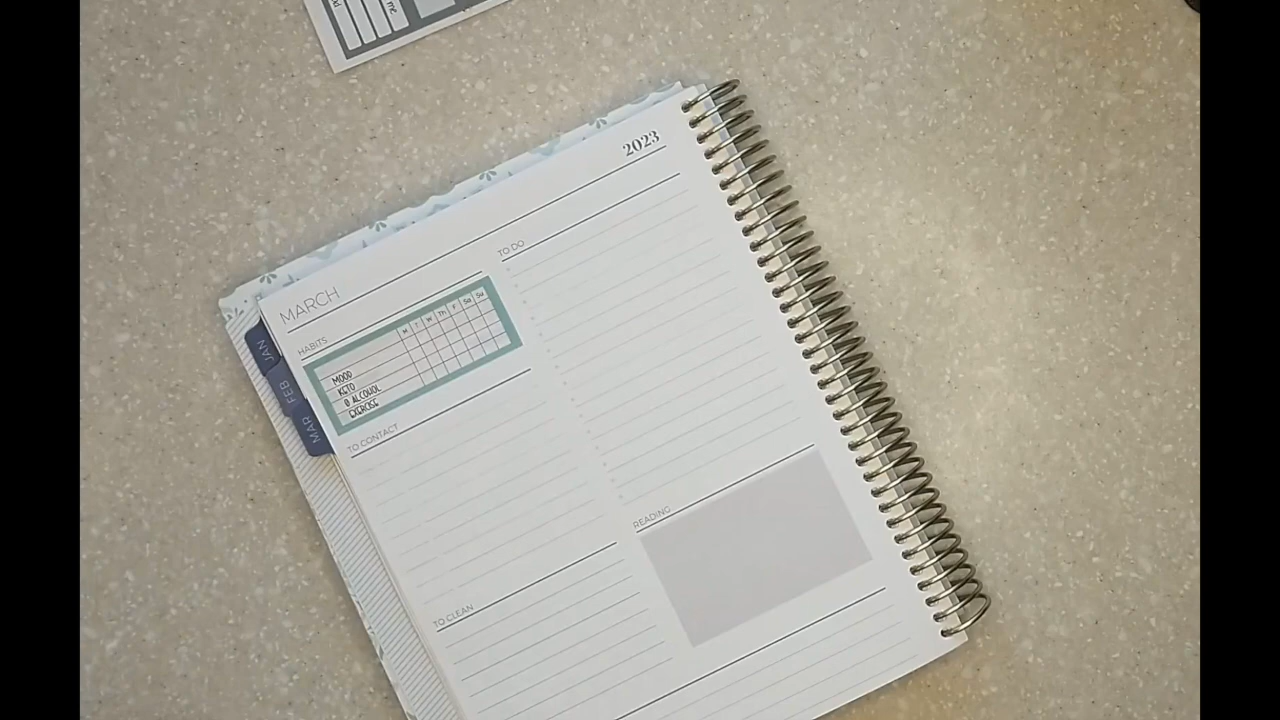 me
2023
MARCH
HABITS
M T W Th F Sa Su
MOOD
KETO
0 ALCOHOL
EXERCISE
TO CONTACT
TO CLEAN
TO DO
READING
JAN
FEB
MAR